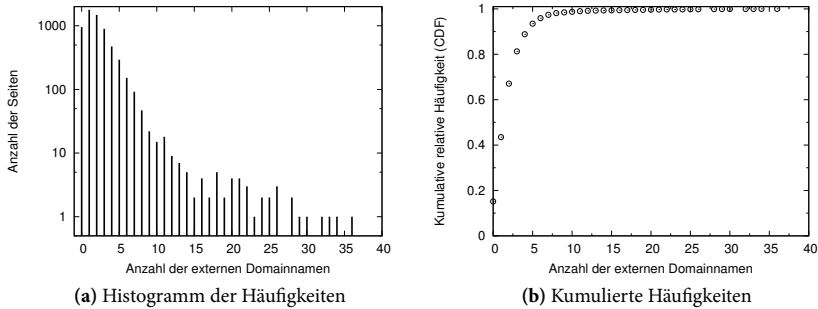 1000
100
10
1
Anzahl der Seiten
0 5 10 15 20 25 30 35 40
Anzahl der externen Domainnamen
(a) Histogramm der Häufigkeiten
1
0.8
0.6
0.4
0.2
0
Kumulative relative Häufigkeit (CDF)
0 5 10 15 20 25 30 35 40
Anzahl der externen Domainnamen
(b) Kumulierte Häufigkeiten